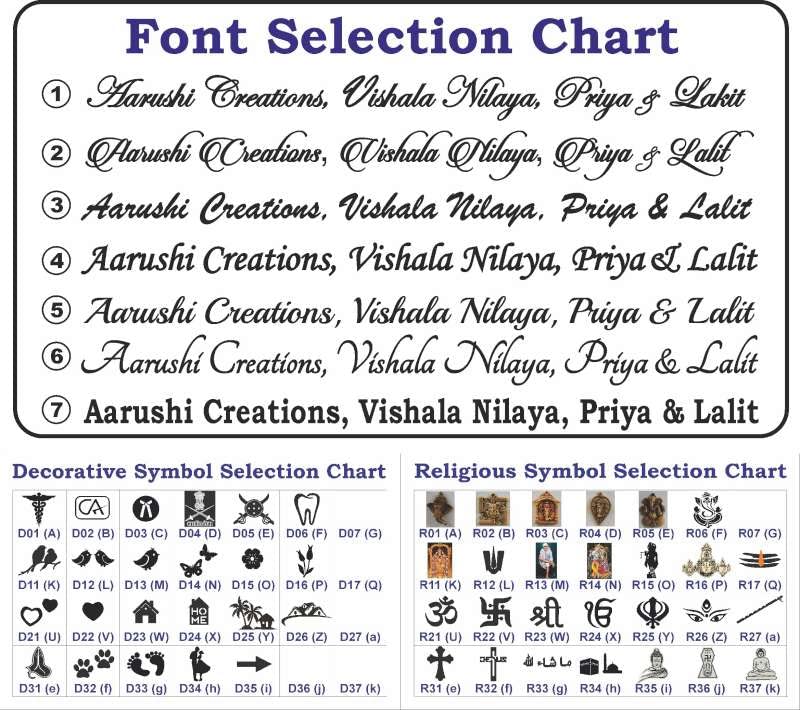 Font Selection Chart
1 Aarushi Creations, Vishala Nilaya, Priya & Lakit
2 Aarushi Creations, Vishala Nilaya, Priya & Lalit
3 Aarushi Creations, Vishala Nilaya, Priya & Lalit
4 Aarushi Creations, Vishala Nilaya, Priya & Lalit
5 Aarushi Creations, Vishala Nilaya, Priya & Lalit
6 Aarushi Creations, Vishala Nilaya, Priya & Lalit
7 Aarushi Creations, Vishala Nilaya, Priya & Lalit
Decorative Symbol Selection Chart
CA
D01 (A) D02 (B) D03 (C) D04 (D) D05 (E) D06 (F) D07 (G)
D11 (K) D12 (L) D13 (M) D14 (N) D15 (O) D16 (P) D17 (Q)
HO
ME
D21 (U) D22 (V) D23 (W) D24 (X) D25 (Y) D26 (Z) D27 (a)
D31 (e) D32 (f) D33 (g) D34 (h) D35 (i) D36 (j) D37 (k)
Religious Symbol Selection Chart
R01 (A) R02 (B) R03 (C) R04 (D) R05 (E) R06 (F) R07 (G)
R11 (K) R12 (L) R13 (M) R14 (N) R15 (O) R16 (P) R17 (Q)
ॐ 卐 श्री ੴ
R21 (U) R22 (V) R23 (W) R24 (X) R25 (Y) R26 (Z) R27 (a)
JESUS ما شاء الله
R31 (e) R32 (f) R33 (g) R34 (h) R35 (i) R36 (j) R37 (k)